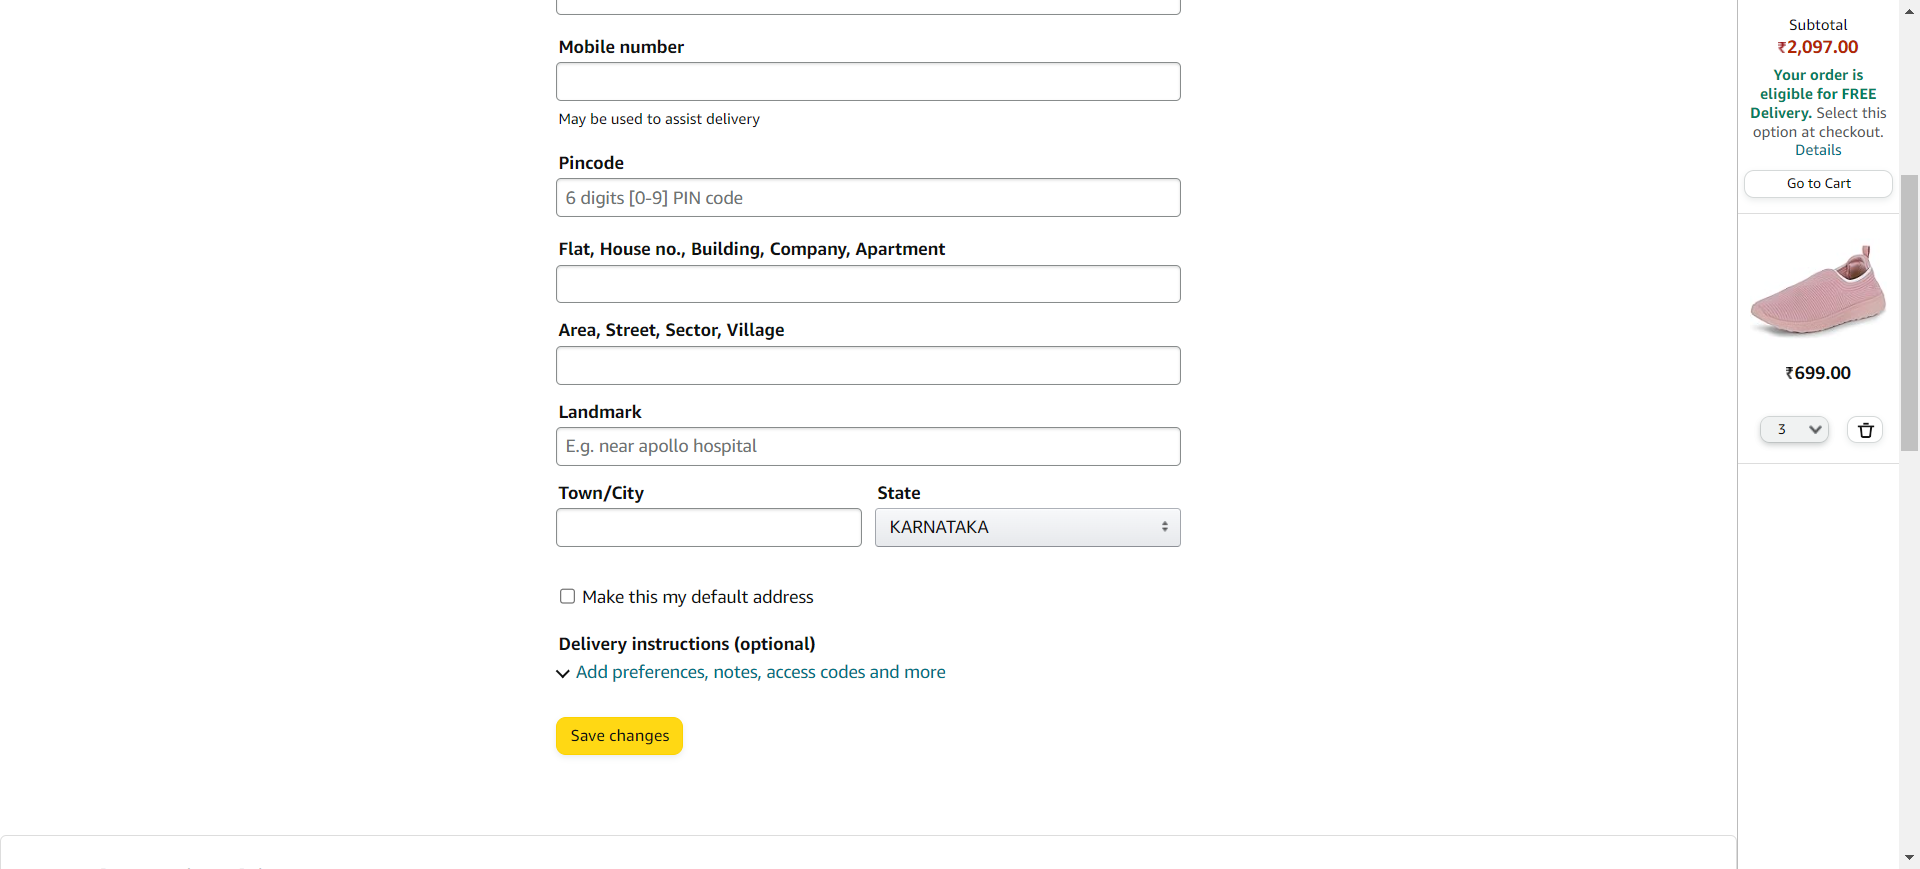 Mobile number
May be used to assist delivery
Pincode
6 digits [0-9] PIN code
Flat, House no., Building, Company, Apartment
Area, Street, Sector, Village
Landmark
E.g. near apollo hospital
Town/City
State
KARNATAKA
Make this my default address
Delivery instructions (optional)
Add preferences, notes, access codes and more
Save changes
Subtotal
₹2,097.00
Your order is
eligible for FREE
Delivery. Select this
option at checkout.
Details
Go to Cart
₹699.00
3